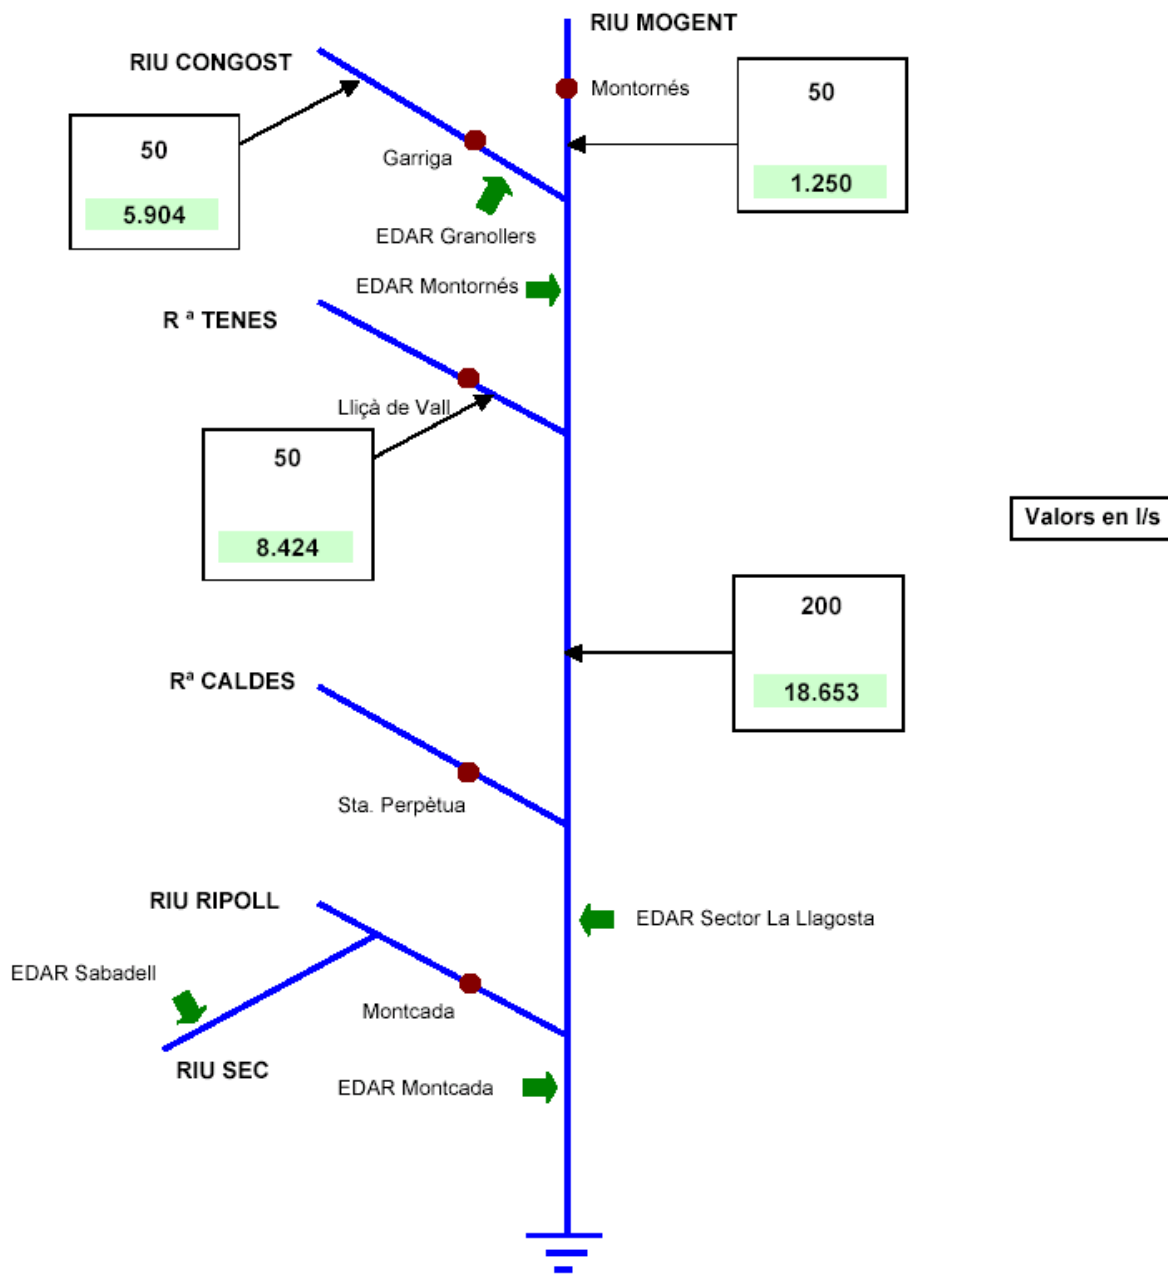 RIU MOGENT
RIU CONGOST
Montornés
50
1.250
50
5.904
Garriga
EDAR Granollers
EDAR Montornés
R ª TENES
Lliçà de Vall
50
8.424
Valors en l/s
200
18.653
Rª CALDES
Sta. Perpètua
RIU RIPOLL
EDAR Sector La Llagosta
EDAR Sabadell
Montcada
RIU SEC
EDAR Montcada